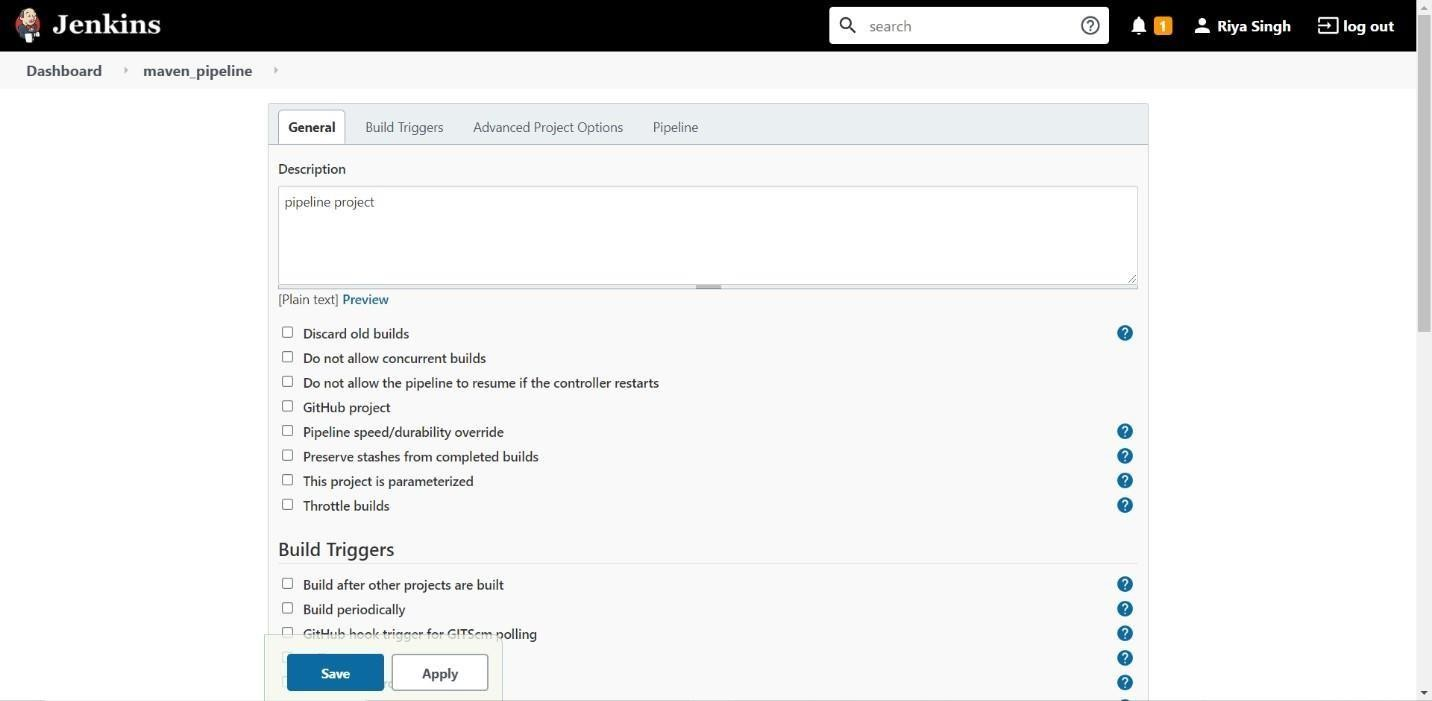 Jenkins
search
1
Riya Singh
log out
Dashboard
maven_pipeline
General
Build Triggers
Advanced Project Options
Pipeline
Description
pipeline project
[Plain text] Preview
Discard old builds
Do not allow concurrent builds
Do not allow the pipeline to resume if the controller restarts
GitHub project
Pipeline speed/durability override
Preserve stashes from completed builds
This project is parameterized
Throttle builds
Build Triggers
Build after other projects are built
Build periodically
GitHub hook trigger for GITScm polling
Save
Apply